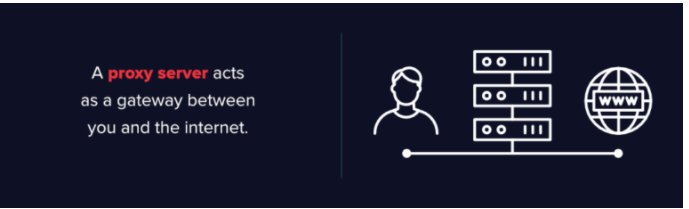 A proxy server acts
as a gateway between
you and the internet.
www